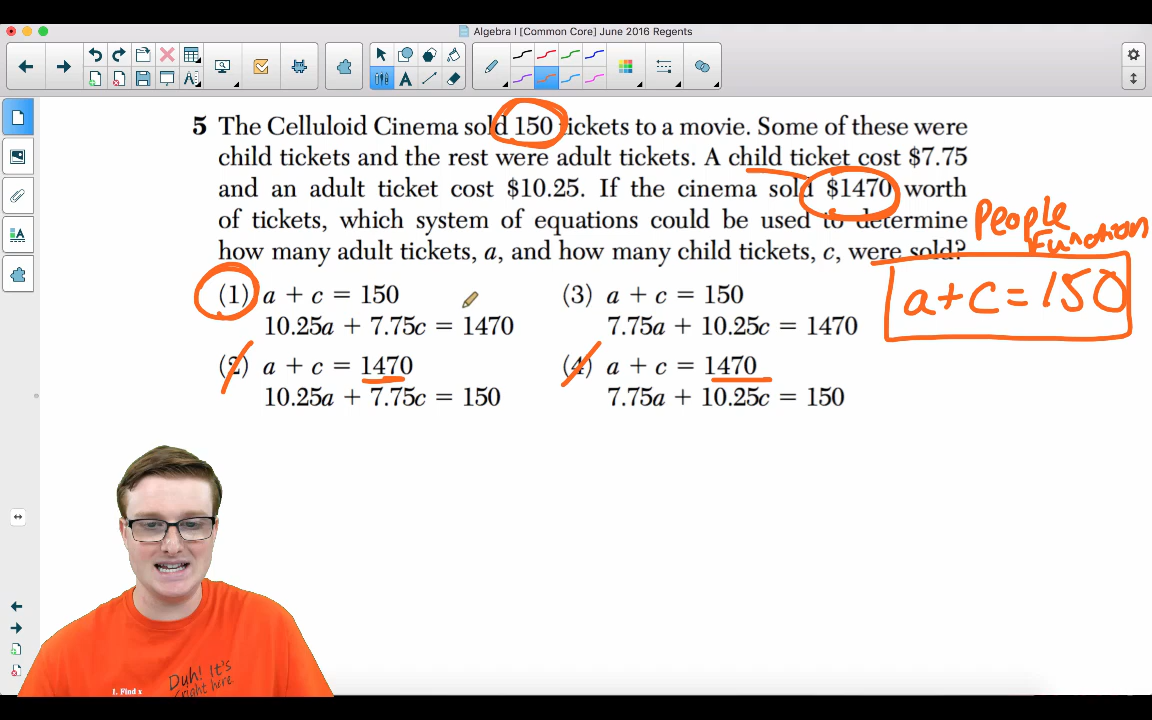 Algebra I [Common Core] June 2016 Regents
5 The Celluloid Cinema sold 150 tickets to a movie. Some of these were
child tickets and the rest were adult tickets. A child ticket cost $7.75
and an adult ticket cost $10.25. If the cinema sold $1470 worth
of tickets, which system of equations could be used to determine
how many adult tickets, a, and how many child tickets, c, were sold?
People
Function
a+c=150
(1) a + c = 150
10.25a + 7.75c = 1470
(2) a + c = 1470
10.25a + 7.75c = 150
(3) a + c = 150
7.75a + 10.25c = 1470
(4) a + c = 1470
7.75a + 10.25c = 150
Duh! It's
right here.
1. Find x